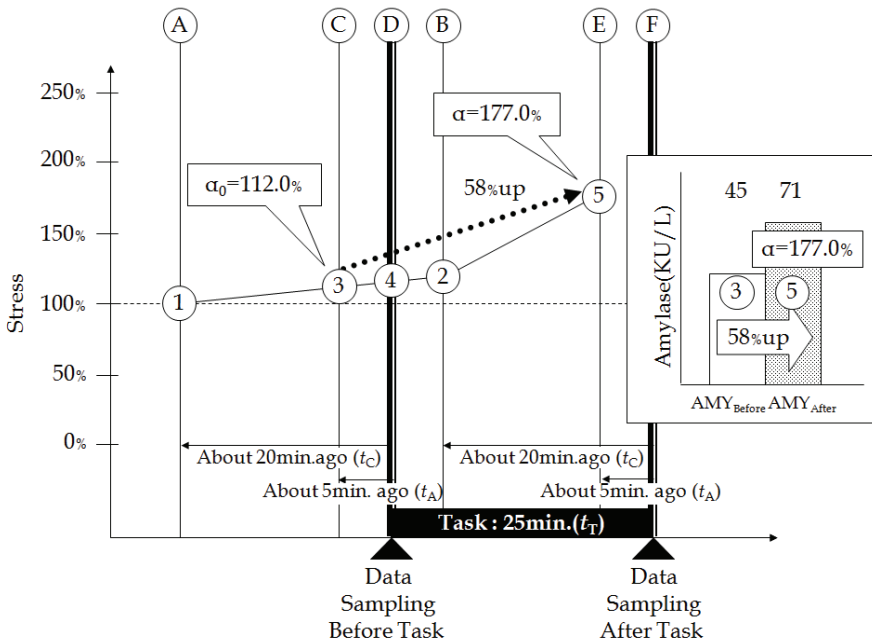 A
C
D
B
E
F
250%
200%
150%
100%
50%
0%
Stress
α=177.0%
α0=112.0%
58%up
1
3
4
2
5
45 71
α=177.0%
3
5
58%up
Amylase(KU/L)
AMYBefore AMYAfter
About 20min.ago (tC)
About 20min.ago (tC)
About 5min. ago (tA)
About 5min. ago (tA)
Task : 25min.(tT)
Data
Sampling
Before Task
Data
Sampling
After Task